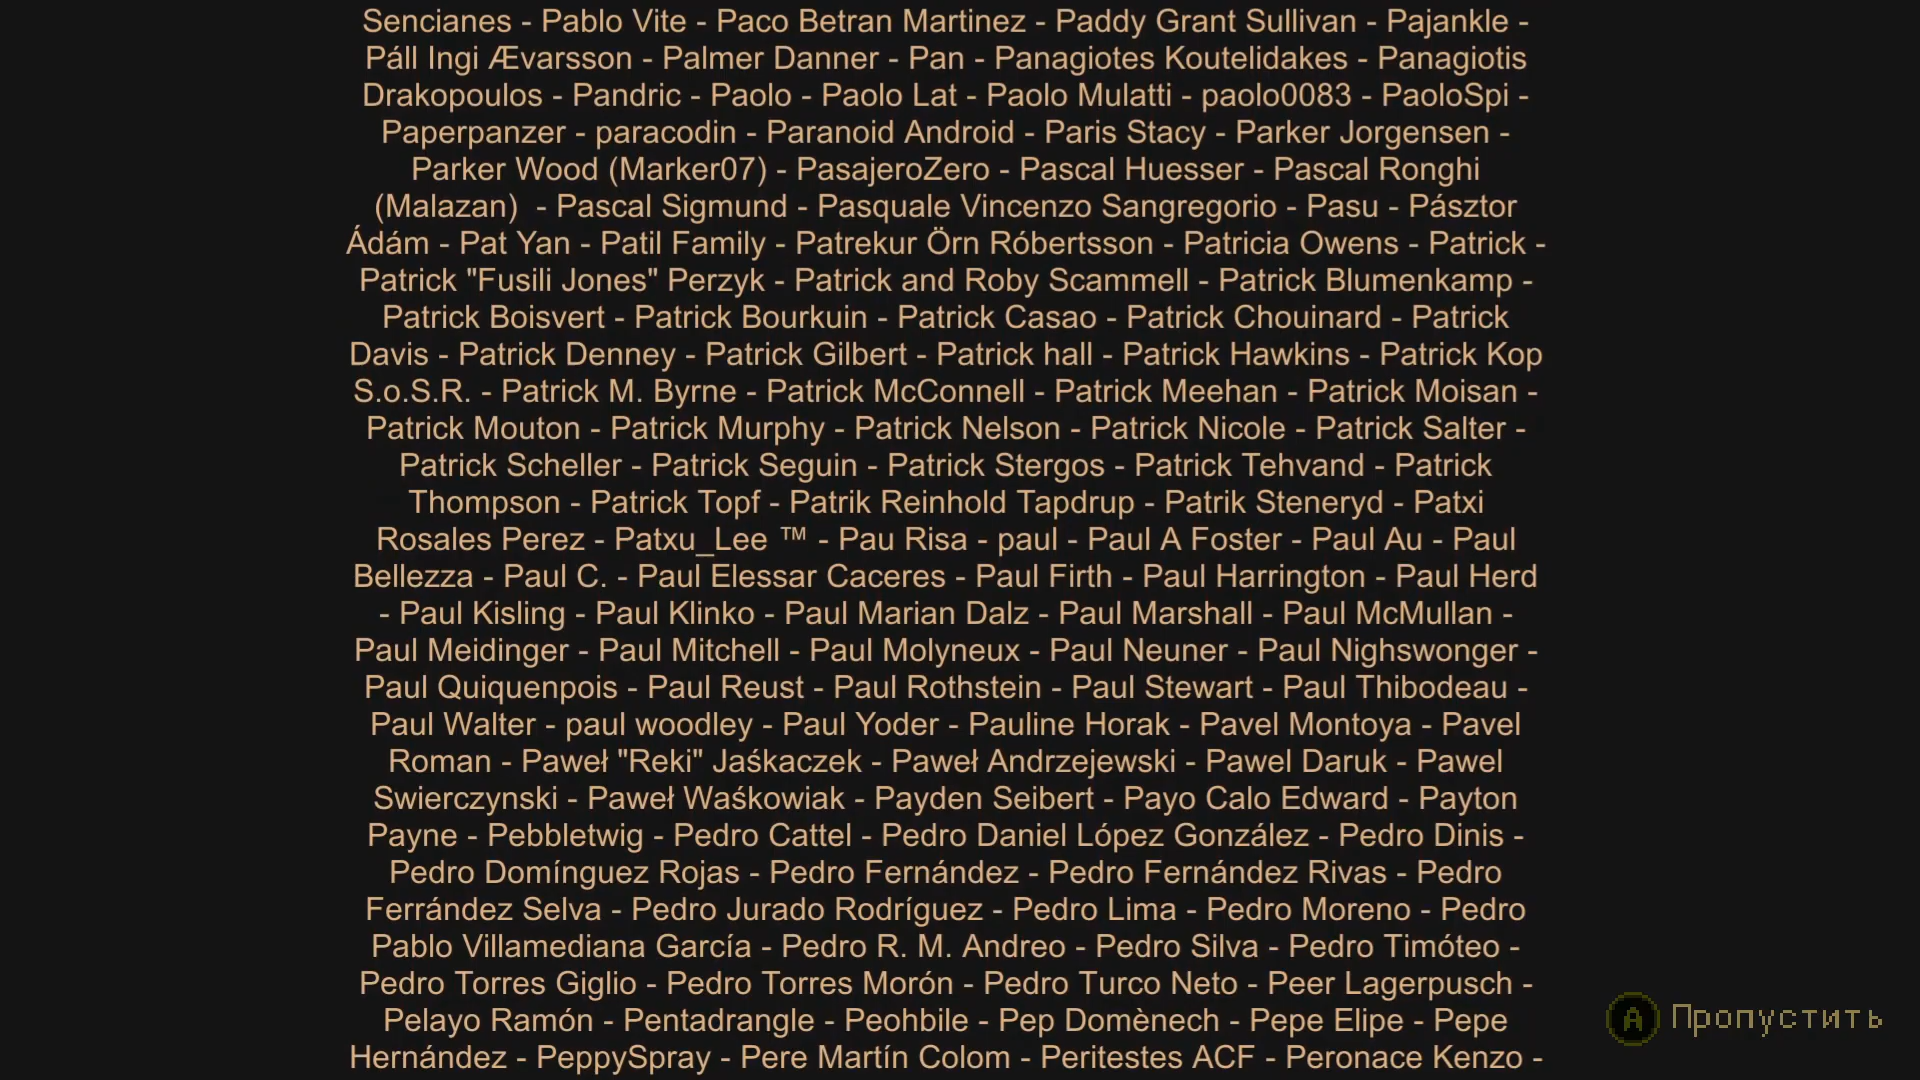 Sencianes - Pablo Vite - Paco Betran Martinez - Paddy Grant Sullivan - Pajankle -
Páll Ingi Ævarsson - Palmer Danner - Pan - Panagiotes Koutelidakes - Panagiotis
Drakopoulos - Pandric - Paolo - Paolo Lat - Paolo Mulatti - paolo0083 - PaoloSpi -
Paperpanzer - paracodin - Paranoid Android - Paris Stacy - Parker Jorgensen -
Parker Wood (Marker07) - PasajeroZero - Pascal Huesser - Pascal Ronghi
(Malazan)  - Pascal Sigmund - Pasquale Vincenzo Sangregorio - Pasu - Pásztor
Ádám - Pat Yan - Patil Family - Patrekur Örn Róbertsson - Patricia Owens - Patrick -
Patrick "Fusili Jones" Perzyk - Patrick and Roby Scammell - Patrick Blumenkamp -
Patrick Boisvert - Patrick Bourkuin - Patrick Casao - Patrick Chouinard - Patrick
Davis - Patrick Denney - Patrick Gilbert - Patrick hall - Patrick Hawkins - Patrick Kop
S.o.S.R. - Patrick M. Byrne - Patrick McConnell - Patrick Meehan - Patrick Moisan -
Patrick Mouton - Patrick Murphy - Patrick Nelson - Patrick Nicole - Patrick Salter -
Patrick Scheller - Patrick Seguin - Patrick Stergos - Patrick Tehvand - Patrick
Thompson - Patrick Topf - Patrik Reinhold Tapdrup - Patrik Steneryd - Patxi
Rosales Perez - Patxu_Lee ™ - Pau Risa - paul - Paul A Foster - Paul Au - Paul
Bellezza - Paul C. - Paul Elessar Caceres - Paul Firth - Paul Harrington - Paul Herd
- Paul Kisling - Paul Klinko - Paul Marian Dalz - Paul Marshall - Paul McMullan -
Paul Meidinger - Paul Mitchell - Paul Molyneux - Paul Neuner - Paul Nighswonger -
Paul Quiquenpois - Paul Reust - Paul Rothstein - Paul Stewart - Paul Thibodeau -
Paul Walter - paul woodley - Paul Yoder - Pauline Horak - Pavel Montoya - Pavel
Roman - Paweł "Reki" Jaśkaczek - Paweł Andrzejewski - Pawel Daruk - Pawel
Swierczynski - Paweł Waśkowiak - Payden Seibert - Payo Calo Edward - Payton
Payne - Pebbletwig - Pedro Cattel - Pedro Daniel López González - Pedro Dinis -
Pedro Domínguez Rojas - Pedro Fernández - Pedro Fernández Rivas - Pedro
Ferrández Selva - Pedro Jurado Rodríguez - Pedro Lima - Pedro Moreno - Pedro
Pablo Villamediana García - Pedro R. M. Andreo - Pedro Silva - Pedro Timóteo -
Pedro Torres Giglio - Pedro Torres Morón - Pedro Turco Neto - Peer Lagerpusch -
Pelayo Ramón - Pentadrangle - Peohbile - Pep Domènech - Pepe Elipe - Pepe
Hernández - PeppySpray - Pere Martín Colom - Peritestes ACF - Peronace Kenzo -
A Пропустить